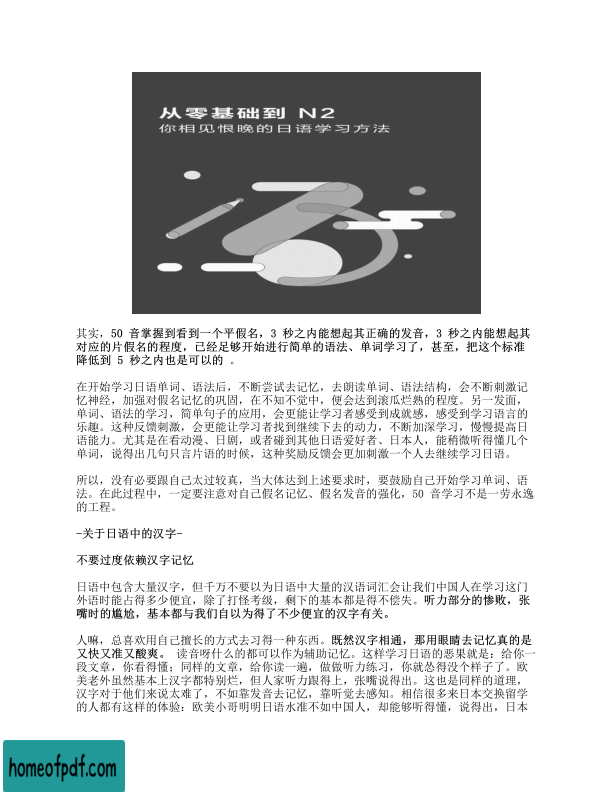 从零基础到 N2
你相见恨晚的日语学习方法
其实，50 音掌握到看到一个平假名，3 秒之内能想起其正确的发音，3 秒之内能想起其
对应的片假名的程度，已经足够开始进行简单的语法、单词学习了，甚至，把这个标准
降低到 5 秒之内也是可以的 。
在开始学习日语单词、语法后，不断尝试去记忆，去朗读单词、语法结构，会不断刺激记
忆神经，加强对假名记忆的巩固，在不知不觉中，便会达到滚瓜烂熟的程度。另一发面，
单词、语法的学习，简单句子的应用，会更能让学习者感受到成就感，感受到学习语言的
乐趣。这种反馈刺激，会更能让学习者找到继续下去的动力，不断加深学习，慢慢提高日
语能力。尤其是在看动漫、日剧，或者碰到其他日语爱好者、日本人，能稍微听得懂几个
单词，说得出几句只言片语的时候，这种奖励反馈会更加刺激一个人去继续学习日语。
所以，没有必要跟自己太过较真，当大体达到上述要求时，要鼓励自己开始学习单词、语
法。在此过程中，一定要注意对自己假名记忆、假名发音的强化，50 音学习不是一劳永逸
的工程。
-关于日语中的汉字-
不要过度依赖汉字记忆
日语中包含大量汉字，但千万不要以为日语中大量的汉语词汇会让我们中国人在学习这门
外语时能占得多少便宜，除了打怪考级，剩下的基本都是得不偿失。听力部分的惨败，张
嘴时的尴尬，基本都与我们自以为得了不少便宜的汉字有关。
人嘛，总喜欢用自己擅长的方式去习得一种东西。既然汉字相通，那用眼睛去记忆真的是
又快又准又酸爽。 读音呀什么的都可以作为辅助记忆。这样学习日语的恶果就是：给你一
段文章，你看得懂；同样的文章，给你读一遍，做做听力练习，你就怂得没个样子了。欧
美老外虽然基本上汉字都特别烂，但人家听力跟得上，张嘴说得出。这也是同样的道理，
汉字对于他们来说太难了，不如靠发音去记忆，靠听觉去感知。相信很多来日本交换留学
的人都有这样的体验：欧美小哥明明日语水准不如中国人，却能够听得懂，说得出，日本
homeofpdf.com